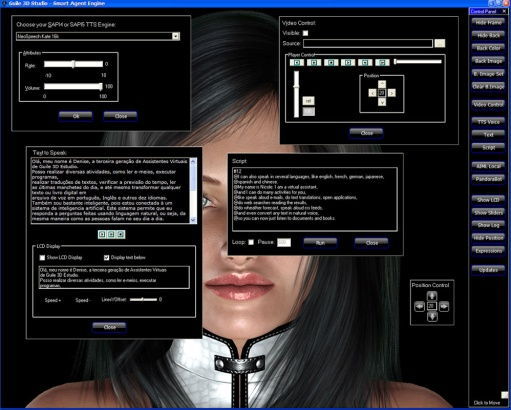 Guile 3D Studio - Smart Agent Engine
Choose your SAPI4 or SAPI5 TTS Engine:
NeoSpeech Kate 16k
Attributes
Rate:
0
-10
10
Volume:
100
0
100
Ok
Close
Video Control:
Visible:
Source:
Player Control
Position
20
Close
Text to Speak:
Olá, meu nome é Denise, a terceira geração de Assistentes Virtuais
de Guile 3D Estudio.
Posso realizar diversas atividades, como ler e-meios, executar
programas,
realizar traduções de textos, verificar a previsão do tempo, ler
as últimas manchetes do dia, e até mesmo transformar qualquer
texto ou livro digital em
arquivo de voz em português, Inglês e outros dez idiomas.
Também sou bastante inteligente, pois estou conectada à um
sistema de inteligencia artificial. Este sistema permite que eu
responda a perguntas feitas usando linguagem natural, ou seja, da
mesma maneira como as pessoas falam no seu dia a dia.
LCD Display
Show LCD Display
Display text below
Olá, meu nome é Denise, a terceira geração de Assistentes
Virtuais de Guile 3D Estudio.
Posso realizar diversas atividades, como ler e-meios, executar
programas,
Speed +
Speed -
Lines\Offset:
0
Close
Script
@I can also speak in several languages, like english, french, german, japanese,
@spanish and chinese.
@My name is Nicole. I am a virtual assistant,
@and I can do many activities for you,
@like speak about e-mails, do text translations, open applications,
@do web searches reading the results,
@do wheather forecast, speak about rss feeds,
@and even convert any text in natural voice,
@so you can now just listen to documents and books.
Loop:
Pause:
Run
Close
Position Control
20
Control Panel
Hide Frame
Hide Back
Back Color
Back Image
B. Image Set
Clear B.Image
Video Control
TTS Voice
Text
Script
AIML Local
PandoraBot
Show LCD
Show Sliders
Show Log
Hide Position
Expressions
Updates
Click to Move